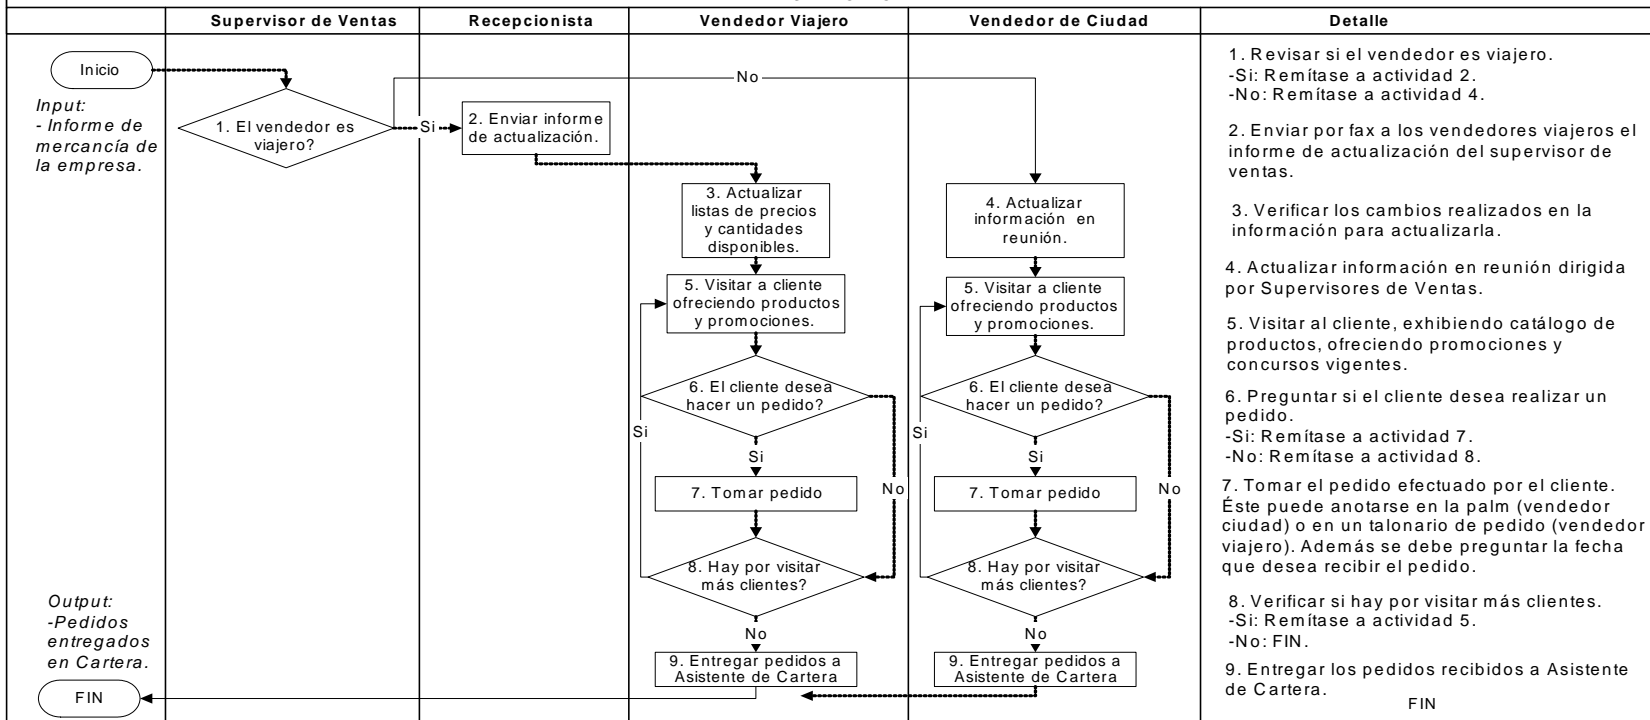 Supervisor de Ventas
Recepcionista
Vendedor Viajero
Vendedor de Ciudad
Detalle
Inicio
Input:
- Informe de
mercancía de
la empresa.
1. El vendedor es
viajero?
Si
No
2. Enviar informe
de actualización.
3. Actualizar
listas de precios
y cantidades
disponibles.
5. Visitar a cliente
ofreciendo productos
y promociones.
6. El cliente desea
hacer un pedido?
Si
Si
No
7. Tomar pedido
8. Hay por visitar
más clientes?
No
9. Entregar pedidos a
Asistente de Cartera
4. Actualizar
información en
reunión.
5. Visitar a cliente
ofreciendo productos
y promociones.
6. El cliente desea
hacer un pedido?
Si
Si
No
7. Tomar pedido
8. Hay por visitar
más clientes?
No
9. Entregar pedidos a
Asistente de Cartera
Output:
-Pedidos
entregados
en Cartera.
FIN
1. Revisar si el vendedor es viajero.
-Si: Remítase a actividad 2.
-No: Remítase a actividad 4.
2. Enviar por fax a los vendedores viajeros el
informe de actualización del supervisor de
ventas.
3. Verificar los cambios realizados en la
información para actualizarla.
4. Actualizar información en reunión dirigida
por Supervisores de Ventas.
5. Visitar al cliente, exhibiendo catálogo de
productos, ofreciendo promociones y
concursos vigentes.
6. Preguntar si el cliente desea realizar un
pedido.
-Si: Remítase a actividad 7.
-No: Remítase a actividad 8.
7. Tomar el pedido efectuado por el cliente.
Éste puede anotarse en la palm (vendedor
ciudad) o en un talonario de pedido (vendedor
viajero). Además se debe preguntar la fecha
que desea recibir el pedido.
8. Verificar si hay por visitar más clientes.
-Si: Remítase a actividad 5.
-No: FIN.
9. Entregar los pedidos recibidos a Asistente
de Cartera.
FIN